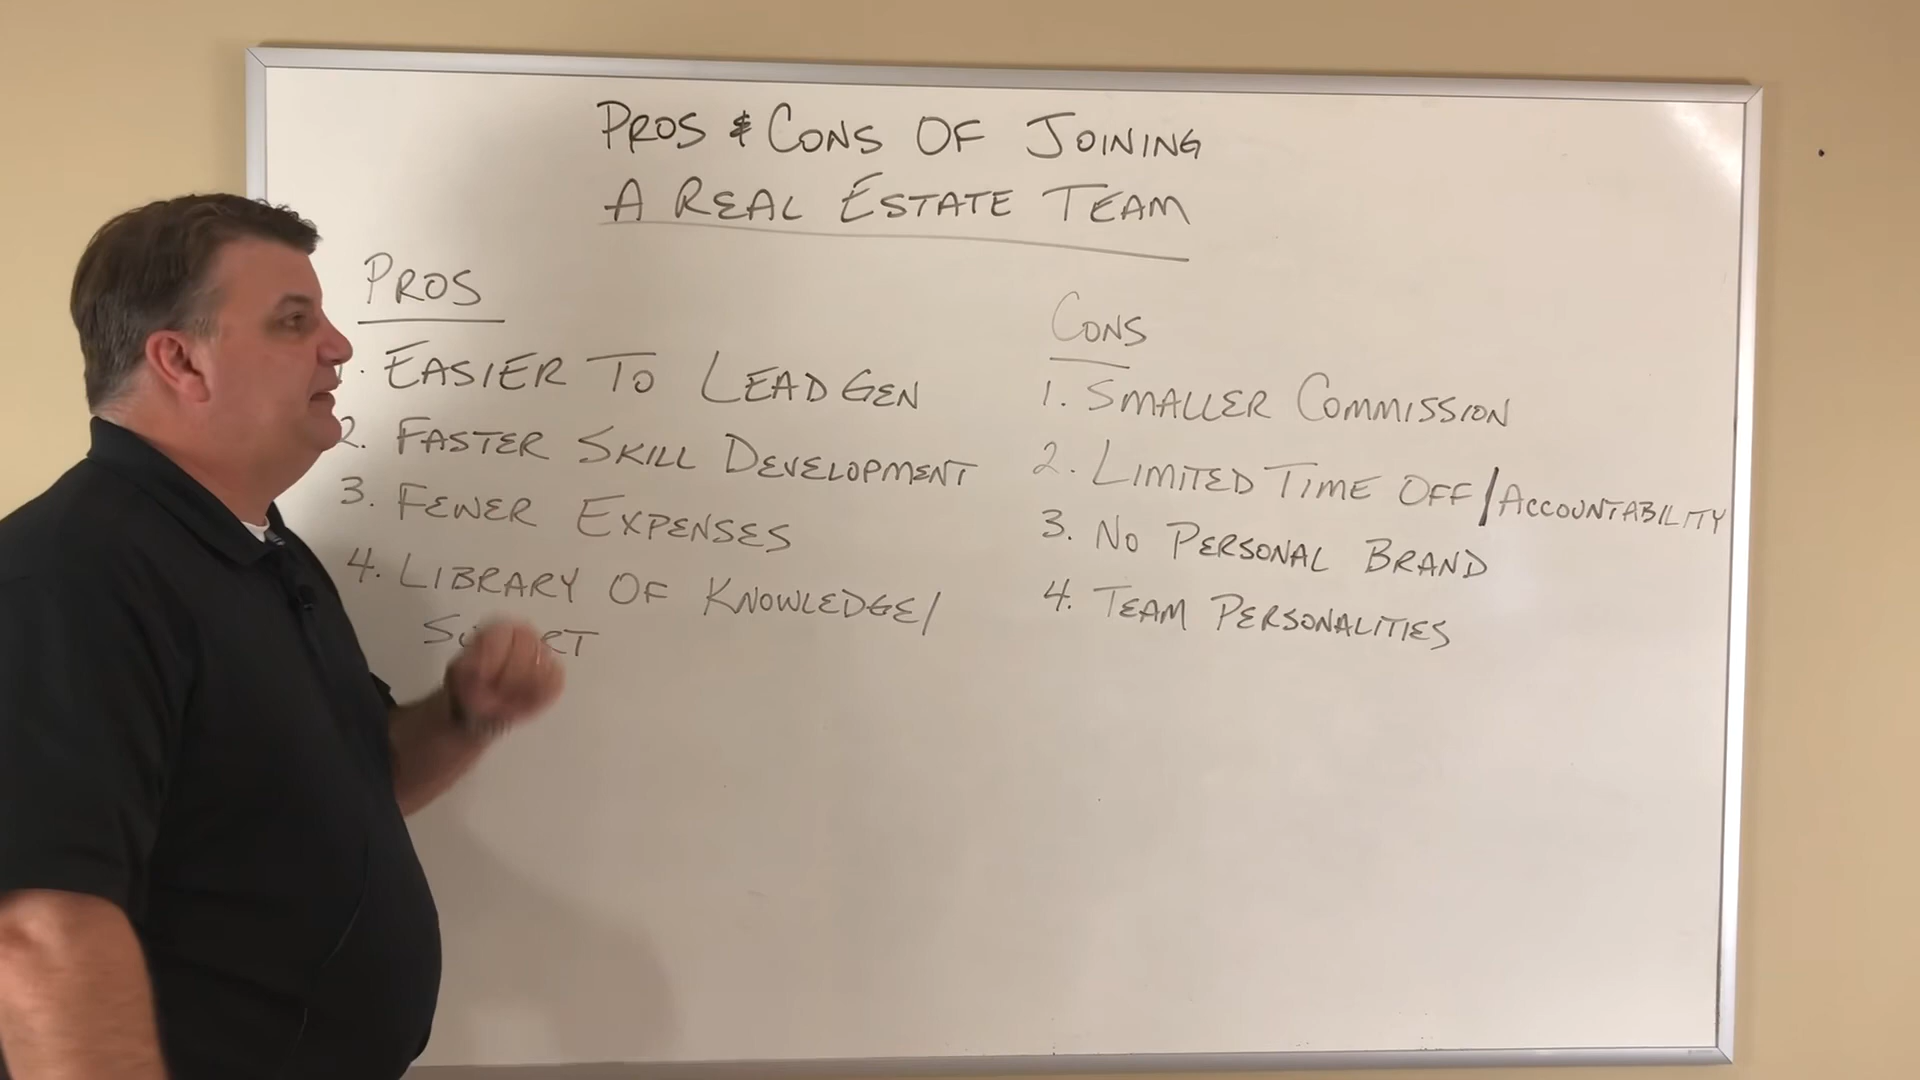 PROS & CONS OF JOINING
A REAL ESTATE TEAM
PROS
1. EASIER TO LEAD GEN
2. FASTER SKILL DEVELOPMENT
3. FEWER EXPENSES
4. LIBRARY OF KNOWLEDGE/
CONS
1. SMALLER COMMISSION
2. LIMITED TIME OFF/ACCOUNTABILITY
3. NO PERSONAL BRAND
4. TEAM PERSONALITIES